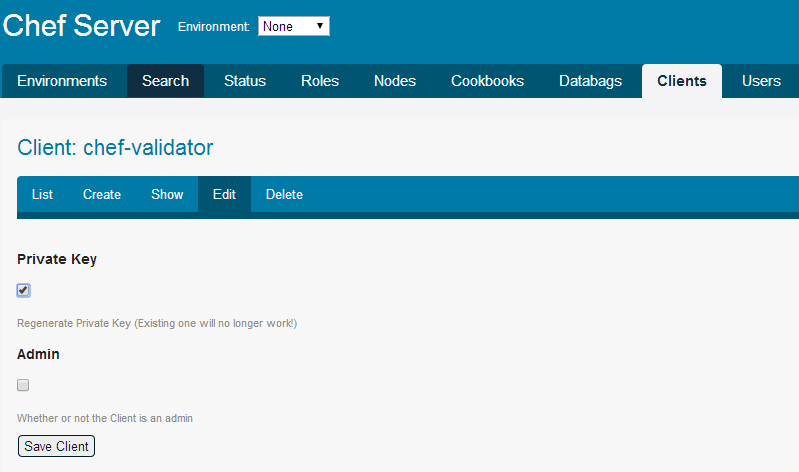 Chef Server Environment: None
Environments Search Status Roles Nodes Cookbooks Databags Clients Users
Client: chef-validator
List Create Show Edit Delete
Private Key
Regenerate Private Key (Existing one will no longer work!)
Admin
Whether or not the Client is an admin
Save Client